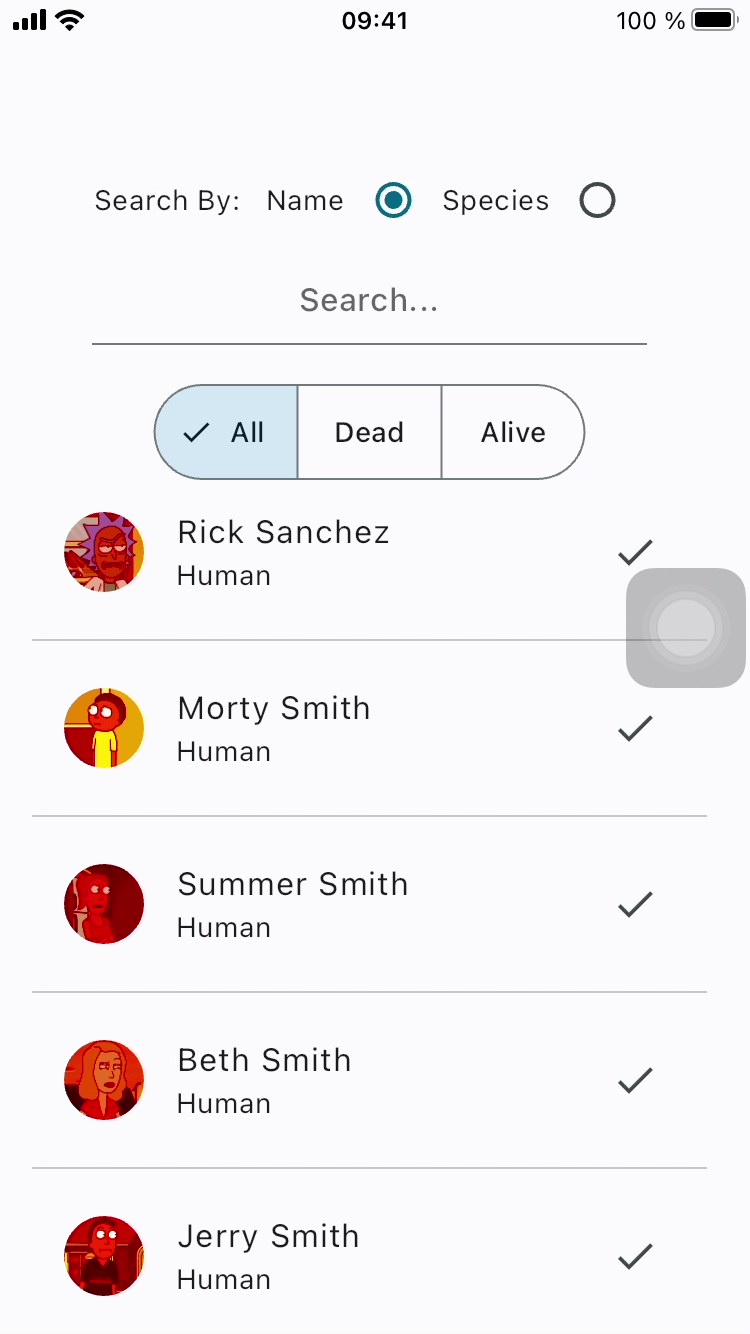 09:41 100 %
Search By: Name Species
Search...
All Dead Alive
Rick Sanchez
Human
Morty Smith
Human
Summer Smith
Human
Beth Smith
Human
Jerry Smith
Human